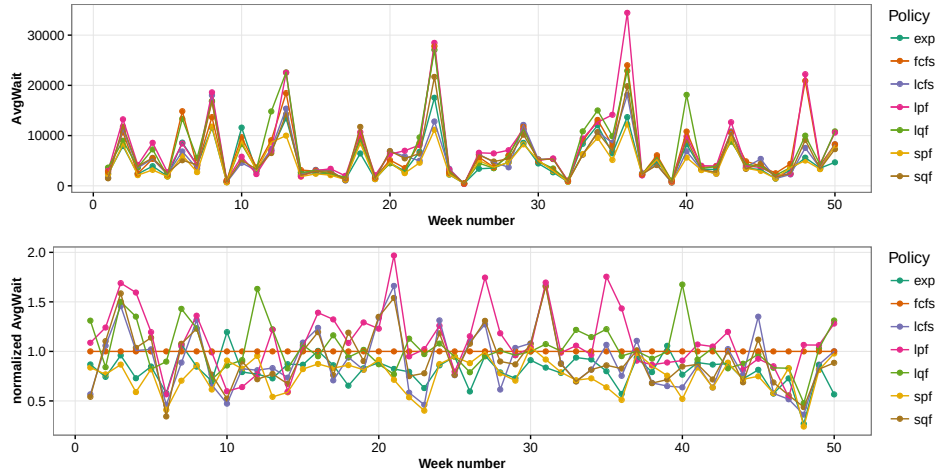 AvgWait
30000
20000
10000
0
0
10
20
30
40
50
Week number
Policy
exp
fcfs
lcfs
lpf
lqf
spf
sqf
normalized AvgWait
2.0
1.5
1.0
0.5
0
10
20
30
40
50
Week number
Policy
exp
fcfs
lcfs
lpf
lqf
spf
sqf